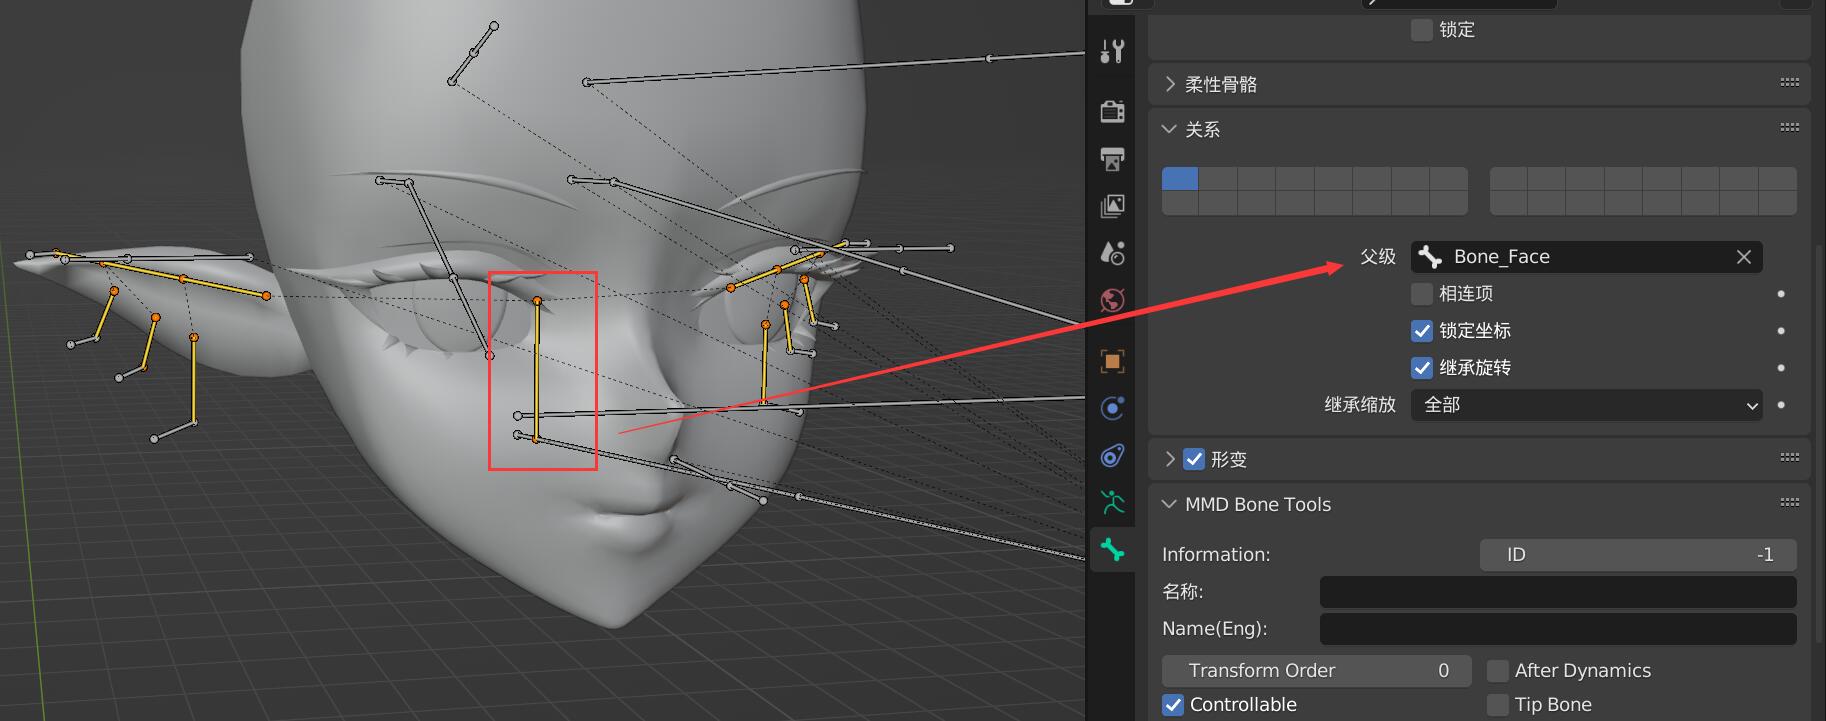 锁定
柔性骨骼
关系
父级 Bone_Face
相连项
锁定坐标
继承旋转
继承缩放 全部
形变
MMD Bone Tools
Information: ID -1
名称:
Name(Eng):
Transform Order 0 After Dynamics
Controllable Tip Bone